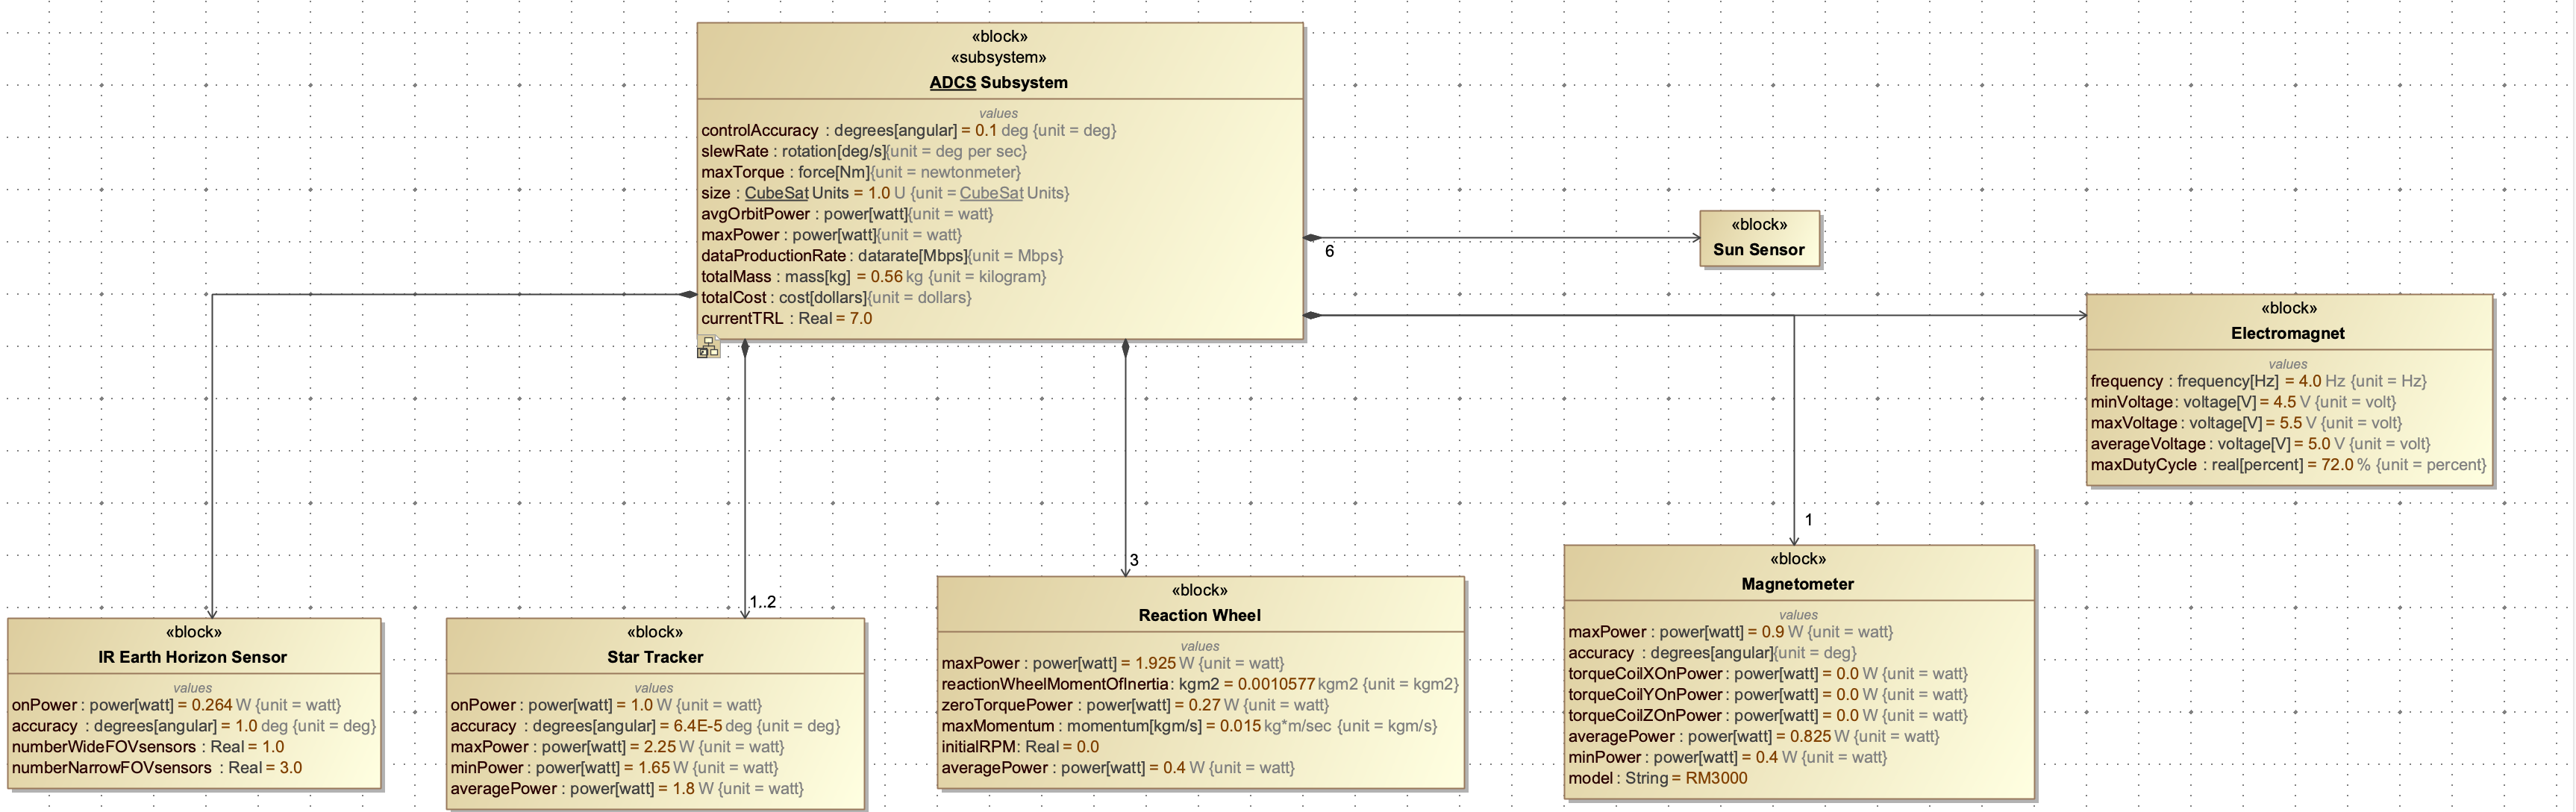 «block»
«subsystem»
ADCS Subsystem
values
controlAccuracy : degrees[angular] = 0.1 deg {unit = deg}
slewRate : rotation[deg/s]{unit = deg per sec}
maxTorque : force[Nm]{unit = newtonmeter}
size : CubeSat Units = 1.0 U {unit = CubeSat Units}
avgOrbitPower : power[watt]{unit = watt}
maxPower : power[watt]{unit = watt}
dataProductionRate : datarate[Mbps]{unit = Mbps}
totalMass : mass[kg] = 0.56 kg {unit = kilogram}
totalCost : cost[dollars]{unit = dollars}
currentTRL : Real = 7.0
6
«block»
Sun Sensor
«block»
Electromagnet
values
frequency : frequency[Hz] = 4.0 Hz {unit = Hz}
minVoltage : voltage[V] = 4.5 V {unit = volt}
maxVoltage : voltage[V] = 5.5 V {unit = volt}
averageVoltage : voltage[V] = 5.0 V {unit = volt}
maxDutyCycle : real[percent] = 72.0 % {unit = percent}
«block»
IR Earth Horizon Sensor
values
onPower : power[watt] = 0.264 W {unit = watt}
accuracy : degrees[angular] = 1.0 deg {unit = deg}
numberWideFOVsensors : Real = 1.0
numberNarrowFOVsensors : Real = 3.0
1..2
«block»
Star Tracker
values
onPower : power[watt] = 1.0 W {unit = watt}
accuracy : degrees[angular] = 6.4E-5 deg {unit = deg}
maxPower : power[watt] = 2.25 W {unit = watt}
minPower : power[watt] = 1.65 W {unit = watt}
averagePower : power[watt] = 1.8 W {unit = watt}
3
«block»
Reaction Wheel
values
maxPower : power[watt] = 1.925 W {unit = watt}
reactionWheelMomentOfInertia : kgm2 = 0.0010577 kgm2 {unit = kgm2}
zeroTorquePower : power[watt] = 0.27 W {unit = watt}
maxMomentum : momentum[kgm/s] = 0.015 kg*m/sec {unit = kgm/s}
initialRPM : Real = 0.0
averagePower : power[watt] = 0.4 W {unit = watt}
1
«block»
Magnetometer
values
maxPower : power[watt] = 0.9 W {unit = watt}
accuracy : degrees[angular]{unit = deg}
torqueCoilXOnPower : power[watt] = 0.0 W {unit = watt}
torqueCoilYOnPower : power[watt] = 0.0 W {unit = watt}
torqueCoilZOnPower : power[watt] = 0.0 W {unit = watt}
averagePower : power[watt] = 0.825 W {unit = watt}
minPower : power[watt] = 0.4 W {unit = watt}
model : String = RM3000